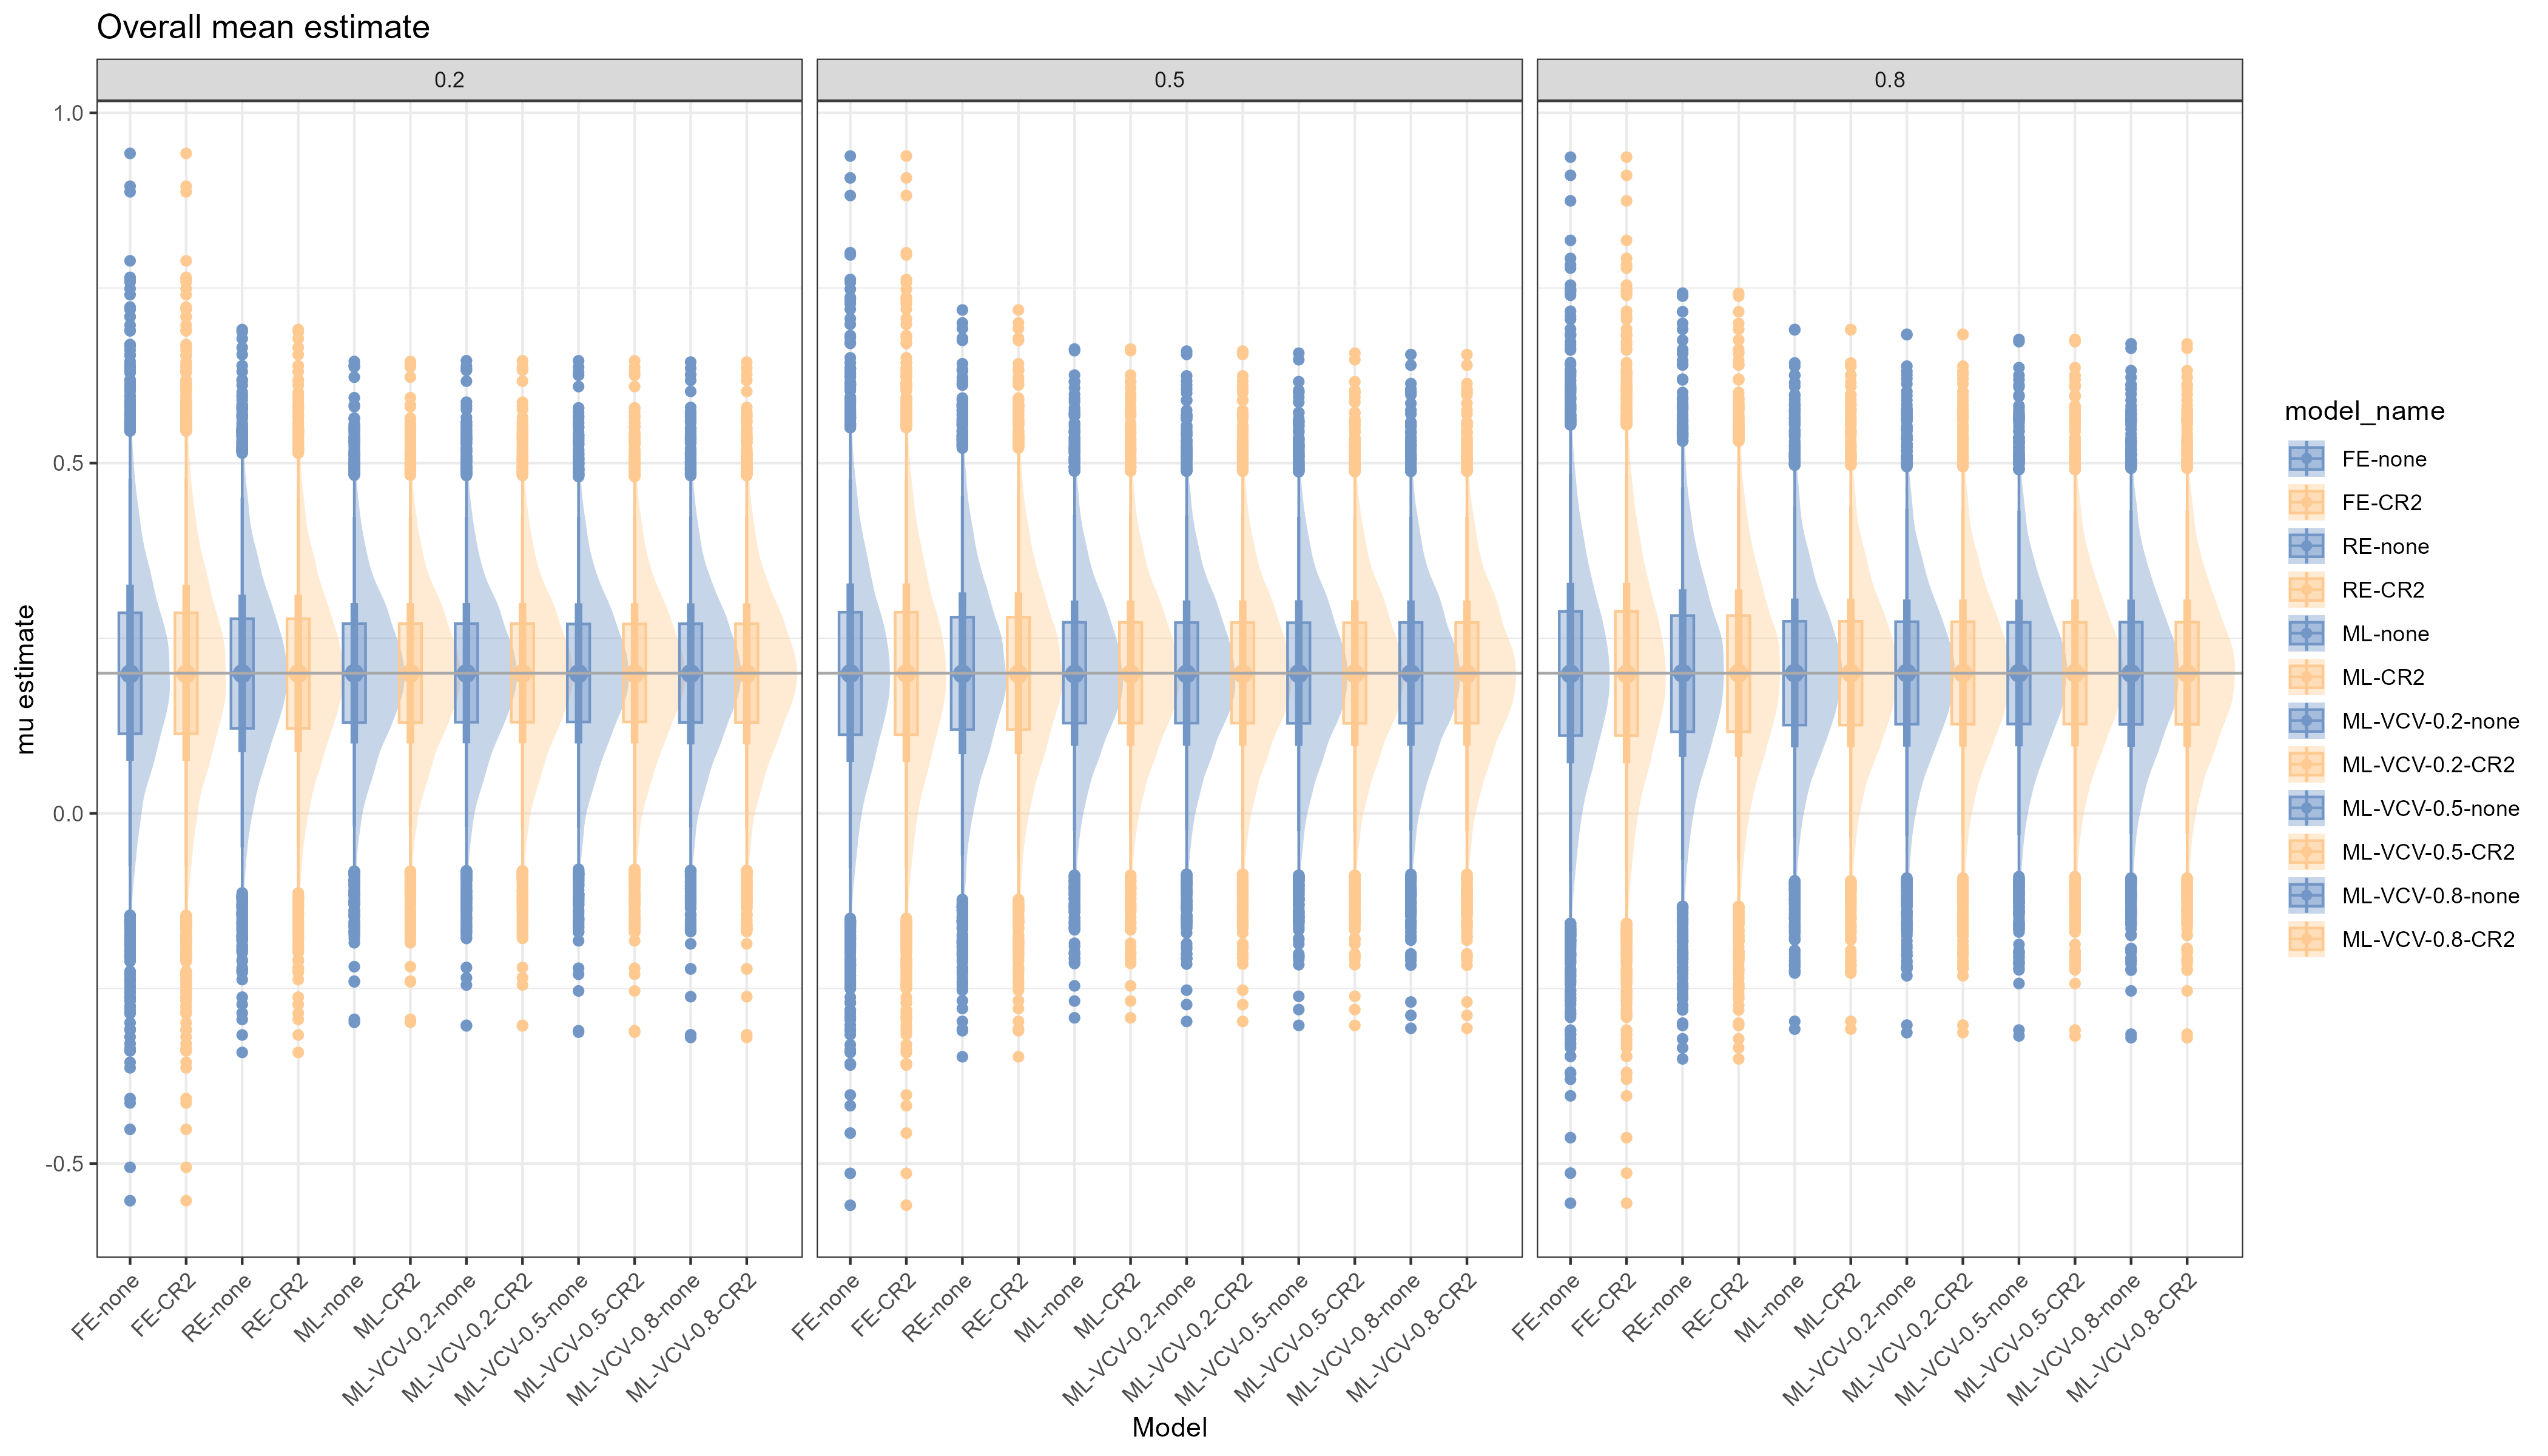 Overall mean estimate
0.2
0.5
0.8
1.0
0.5
0.0
-0.5
mu estimate
FE-none
FE-CR2
RE-none
RE-CR2
ML-none
ML-CR2
ML-VCV-0.2-none
ML-VCV-0.2-CR2
ML-VCV-0.5-none
ML-VCV-0.5-CR2
ML-VCV-0.8-none
ML-VCV-0.8-CR2
FE-none
FE-CR2
RE-none
RE-CR2
ML-none
ML-CR2
ML-VCV-0.2-none
ML-VCV-0.2-CR2
ML-VCV-0.5-none
ML-VCV-0.5-CR2
ML-VCV-0.8-none
ML-VCV-0.8-CR2
FE-none
FE-CR2
RE-none
RE-CR2
ML-none
ML-CR2
ML-VCV-0.2-none
ML-VCV-0.2-CR2
ML-VCV-0.5-none
ML-VCV-0.5-CR2
ML-VCV-0.8-none
ML-VCV-0.8-CR2
Model
model_name
FE-none
FE-CR2
RE-none
RE-CR2
ML-none
ML-CR2
ML-VCV-0.2-none
ML-VCV-0.2-CR2
ML-VCV-0.5-none
ML-VCV-0.5-CR2
ML-VCV-0.8-none
ML-VCV-0.8-CR2